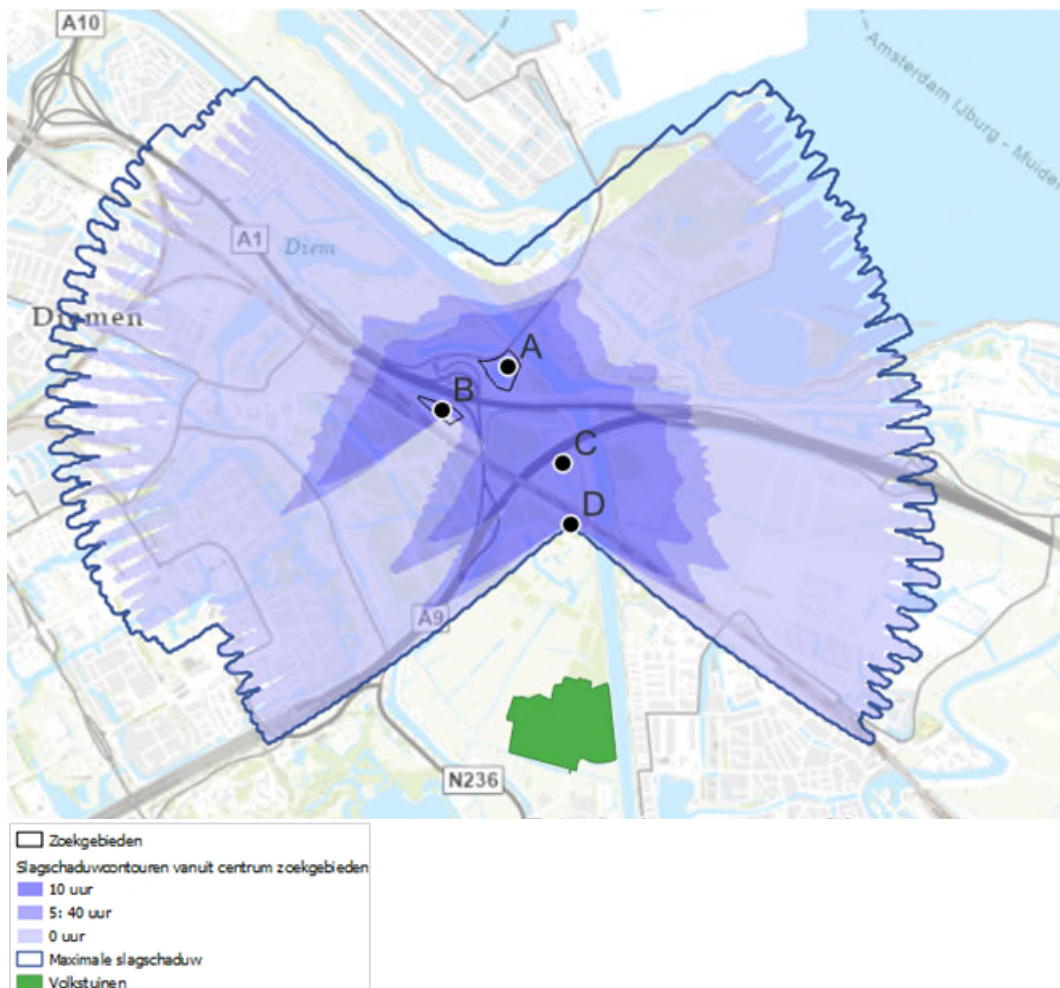 A10
Amsterdam IJburg - Muiden
A1
Diem
Diemen
A
B
C
D
A9
N236
Zoekgebieden
Slagschaduwcontouren vanuit centrum zoekgebieden
10 uur
5: 40 uur
0 uur
Maximale slagschaduw
Volkstuinen